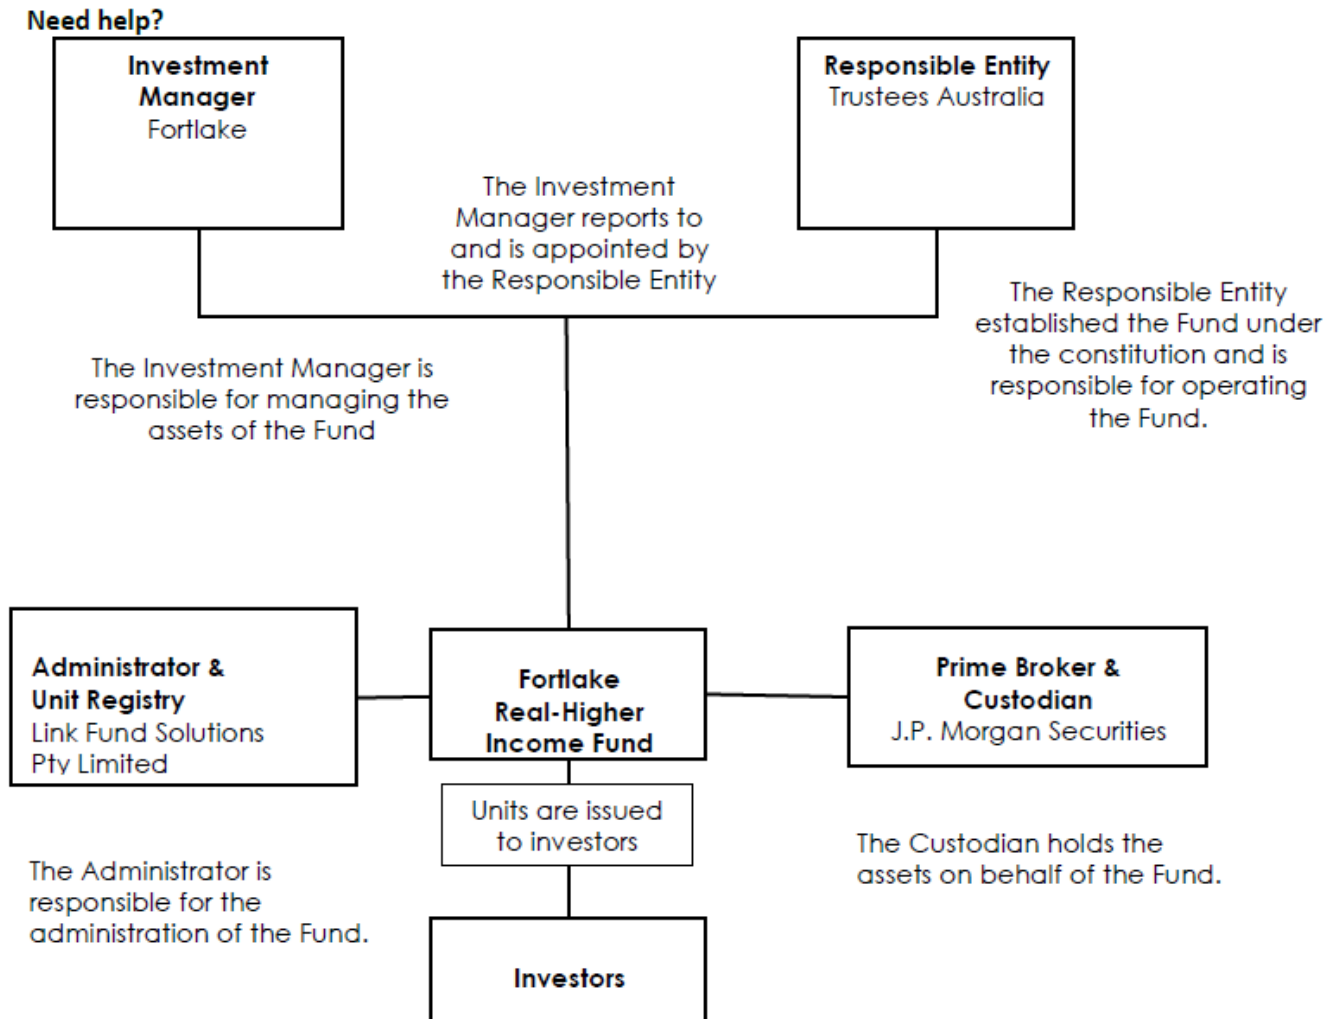 Need help?
Investment
Manager
Fortlake
Responsible Entity
Trustees Australia
The Investment
Manager reports to
and is appointed by
the Responsible Entity
The Responsible Entity
established the Fund under
the constitution and is
responsible for operating
the Fund.
The Investment Manager is
responsible for managing the
assets of the Fund
Administrator &
Unit Registry
Link Fund Solutions
Pty Limited
Fortlake
Real-Higher
Income Fund
Prime Broker &
Custodian
J.P. Morgan Securities
Units are issued
to investors
The Administrator is
responsible for the
administration of the Fund.
The Custodian holds the
assets on behalf of the Fund.
Investors